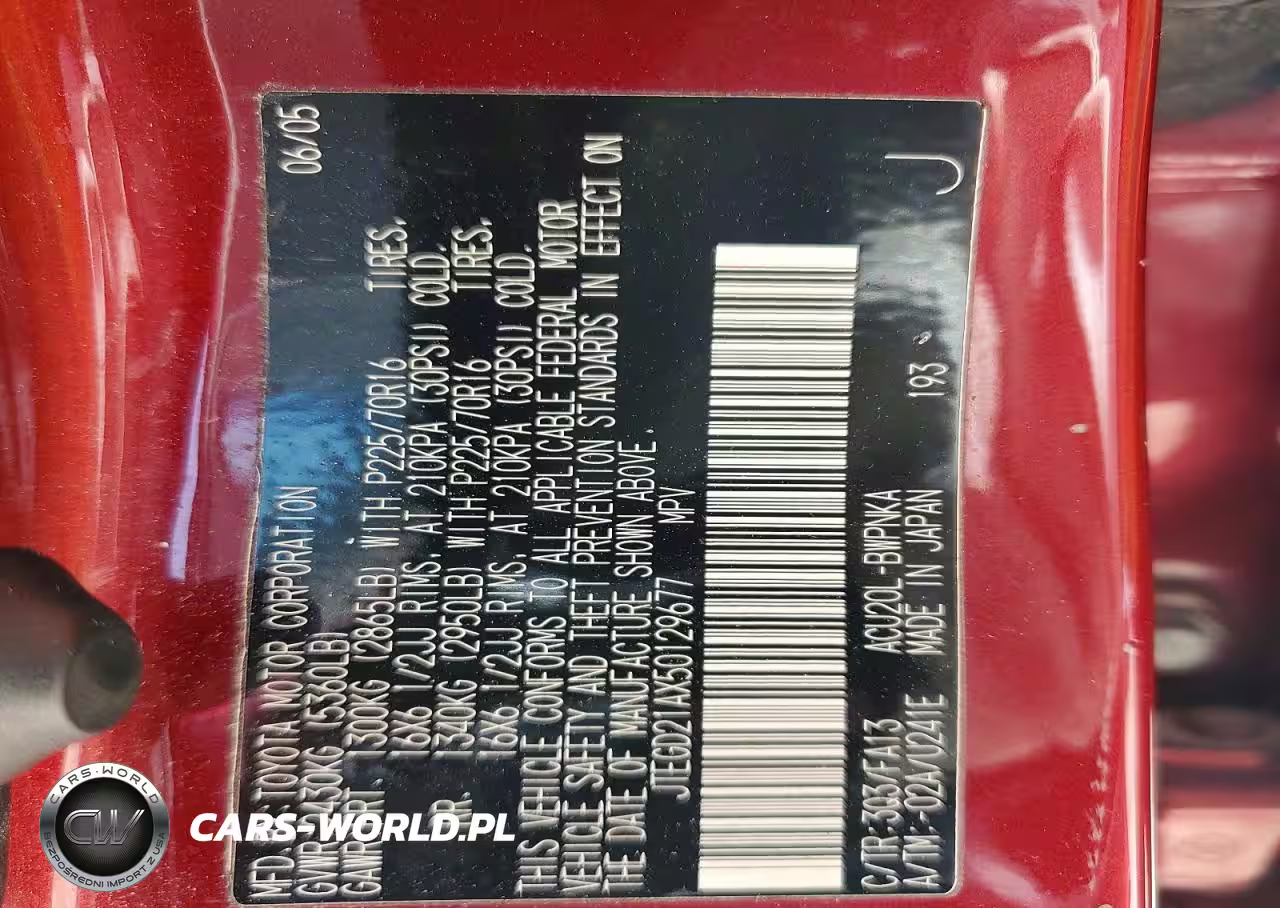 MFD.BY:TOYOTA MOTOR CORPORATION 06/05
GVWR 2430KG (5360LB)
GAWR FRT 1300KG (2865LB) WITH P225/70R16 TIRES,
16X6 1/2JJ RIMS, AT 210KPA (30PSI) COLD.
RR. 1340KG (2950LB) WITH P225/70R16 TIRES,
16X6 1/2JJ RIMS, AT 210KPA (30PSI) COLD.
THIS VEHICLE CONFORMS TO ALL APPLICABLE FEDERAL MOTOR
VEHICLE SAFETY AND THEFT PREVENTION STANDARDS IN EFFECT ON
THE DATE OF MANUFACTURE SHOWN ABOVE.
JTEGD21AX50129677 MPV
C/TR:3Q3/FA13 ACU20L-BWPNKA
A/TM:-02A/U241E MADE IN JAPAN 193 J
CARS-WORLD
CW
BEZPOŚREDNI IMPORT Z USA
CARS-WORLD.PL